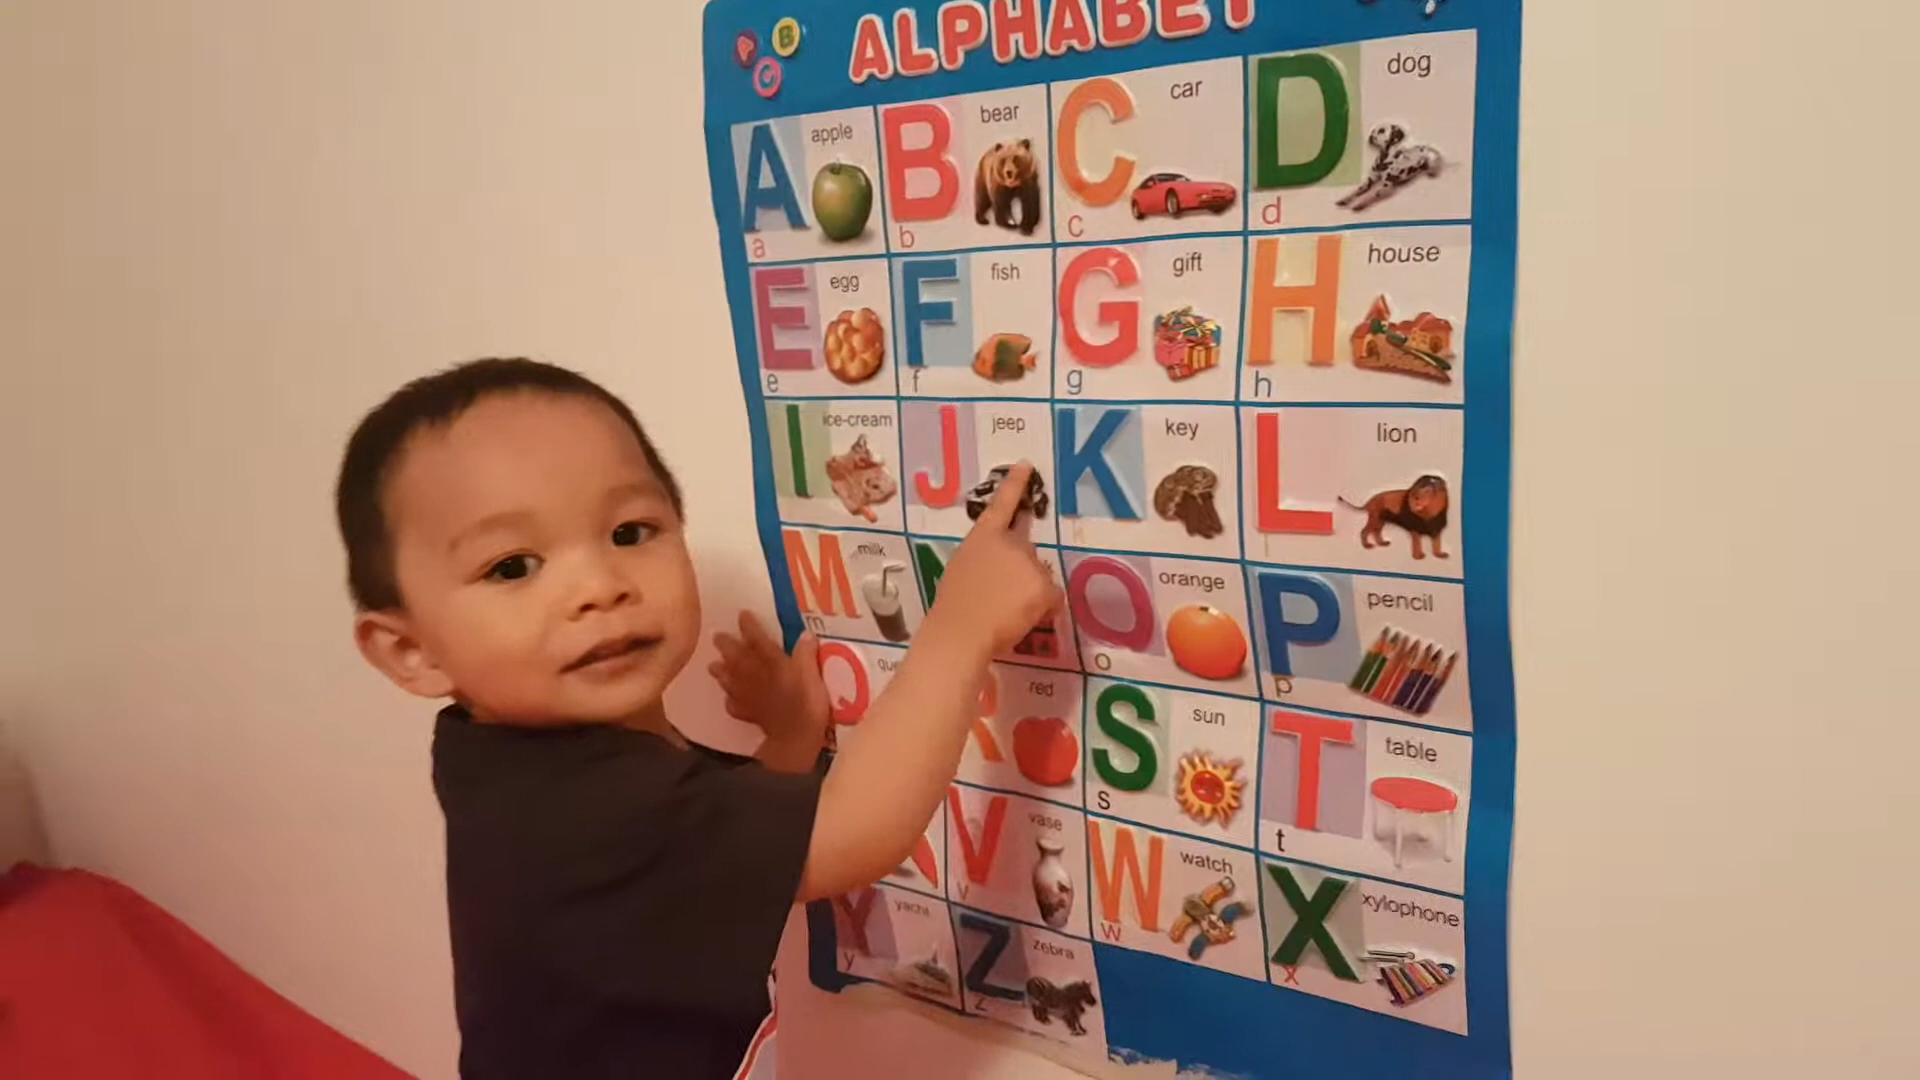 A B C
ALPHABET
A apple a
B bear b
C car c
D dog d
E egg e
F fish f
G gift g
H house h
I ice-cream
J jeep j
K key k
L lion l
M milk m
N
O orange o
P pencil p
Q
R red
S sun s
T table t
V vase v
W watch w
X xylophone x
Y yacht y
Z zebra z